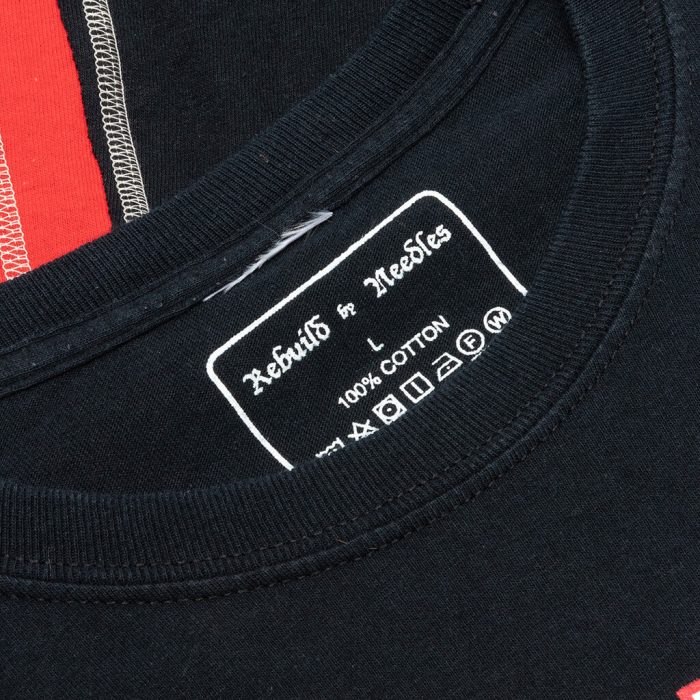 Rebuild by Needles
L
100% COTTON
F W